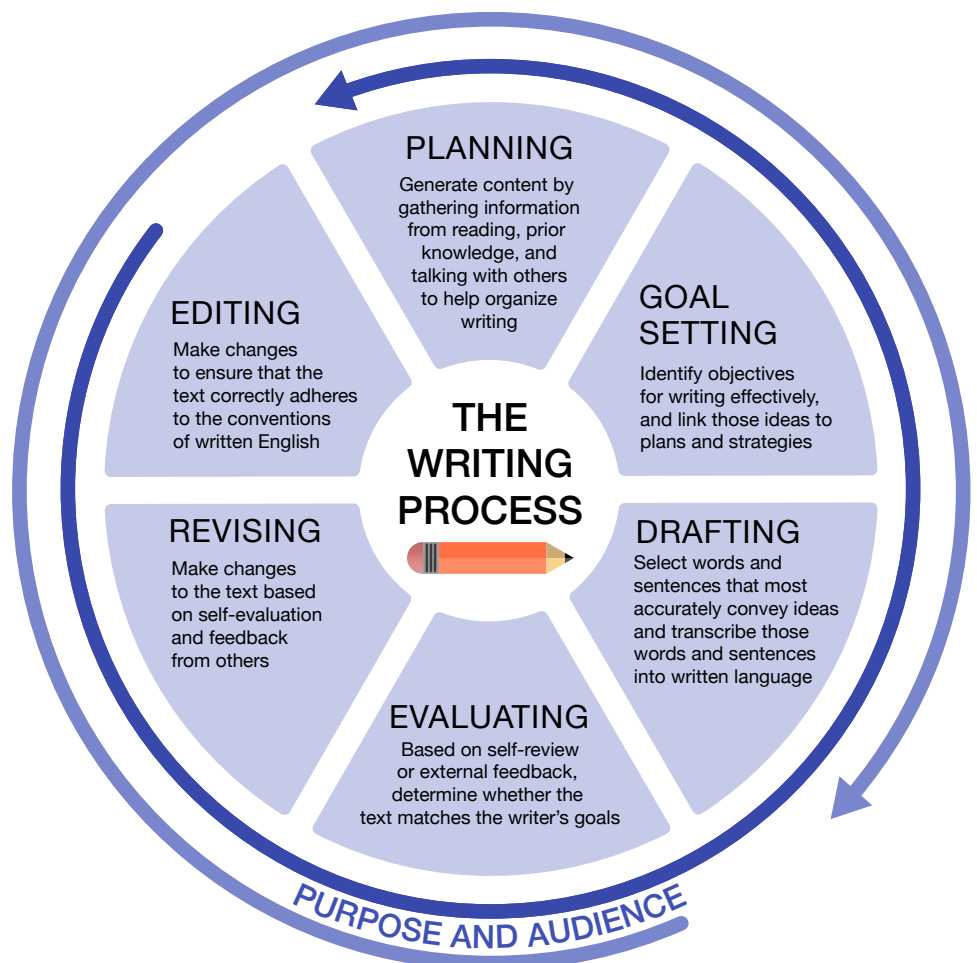 PLANNING
Generate content by
gathering information
from reading, prior
knowledge, and
talking with others
to help organize
writing
GOAL
SETTING
Identify objectives
for writing effectively,
and link those ideas to
plans and strategies
DRAFTING
Select words and
sentences that most
accurately convey ideas
and transcribe those
words and sentences
into written language
EVALUATING
Based on self-review
or external feedback,
determine whether the
text matches the writer’s goals
REVISING
Make changes
to the text based
on self-evaluation
and feedback
from others
EDITING
Make changes
to ensure that the
text correctly adheres
to the conventions
of written English
THE
WRITING
PROCESS
PURPOSE AND AUDIENCE